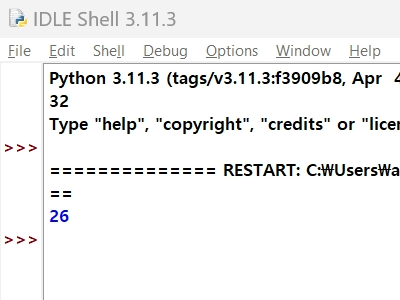 IDLE Shell 3.11.3
File Edit Shell Debug Options Window Help
Python 3.11.3 (tags/v3.11.3:f3909b8, Apr 4
32
Type "help", "copyright", "credits" or
>>>
============== RESTART: C:₩Users₩a
==
26
>>>